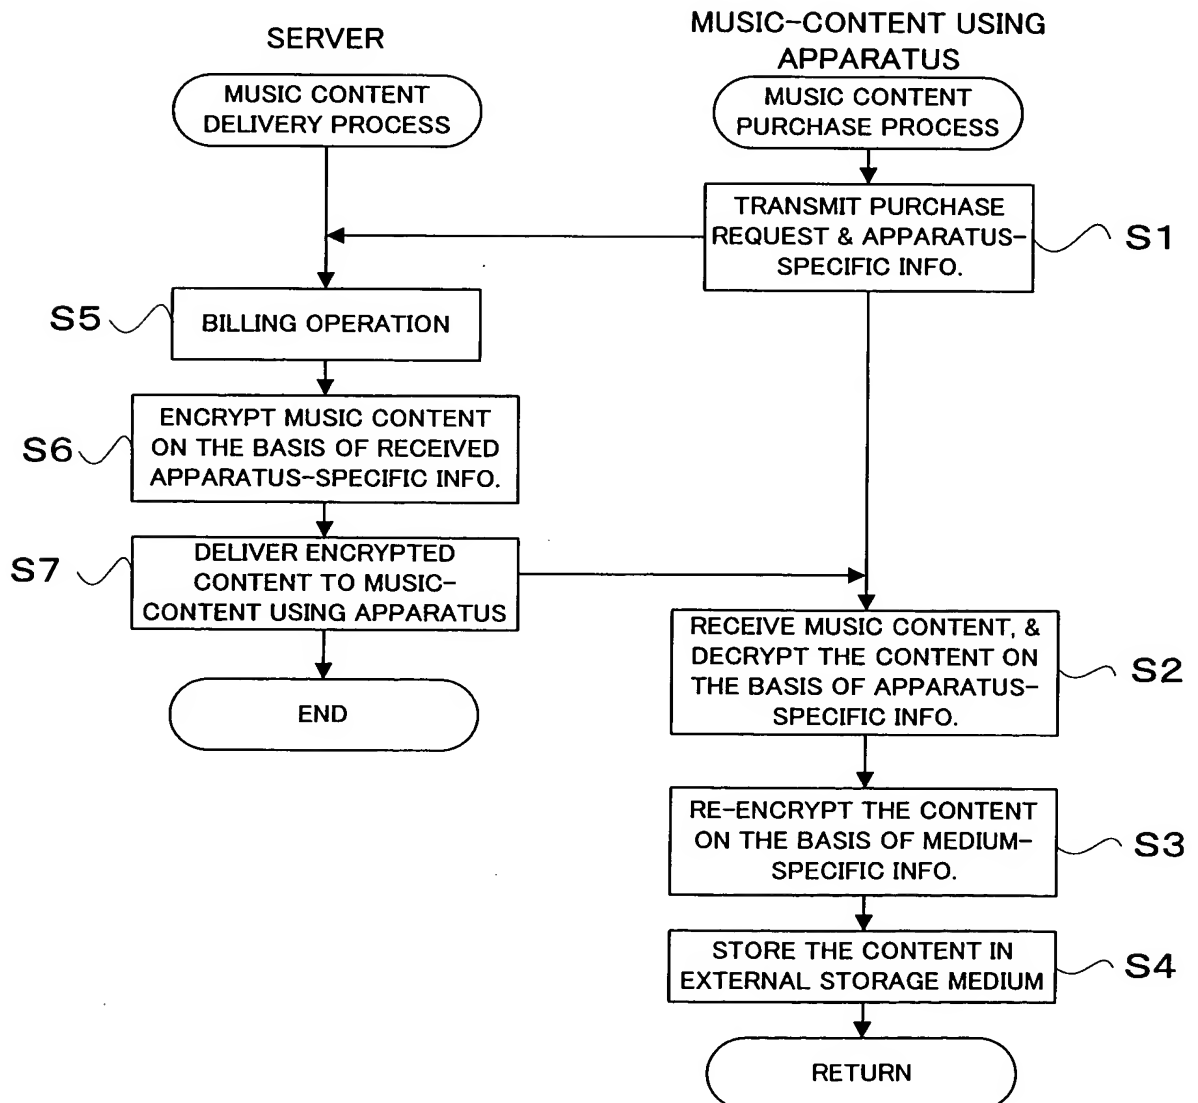 SERVER
MUSIC CONTENT
DELIVERY PROCESS
S5
BILLING OPERATION
S6
ENCRYPT MUSIC CONTENT
ON THE BASIS OF RECEIVED
APPARATUS-SPECIFIC INFO.
S7
DELIVER ENCRYPTED
CONTENT TO MUSIC-
CONTENT USING APPARATUS
END
MUSIC-CONTENT USING
APPARATUS
MUSIC CONTENT
PURCHASE PROCESS
TRANSMIT PURCHASE
REQUEST & APPARATUS-
SPECIFIC INFO.
S1
RECEIVE MUSIC CONTENT, &
DECRYPT THE CONTENT ON
THE BASIS OF APPARATUS-
SPECIFIC INFO.
S2
RE-ENCRYPT THE CONTENT
ON THE BASIS OF MEDIUM-
SPECIFIC INFO.
S3
STORE THE CONTENT IN
EXTERNAL STORAGE MEDIUM
S4
RETURN